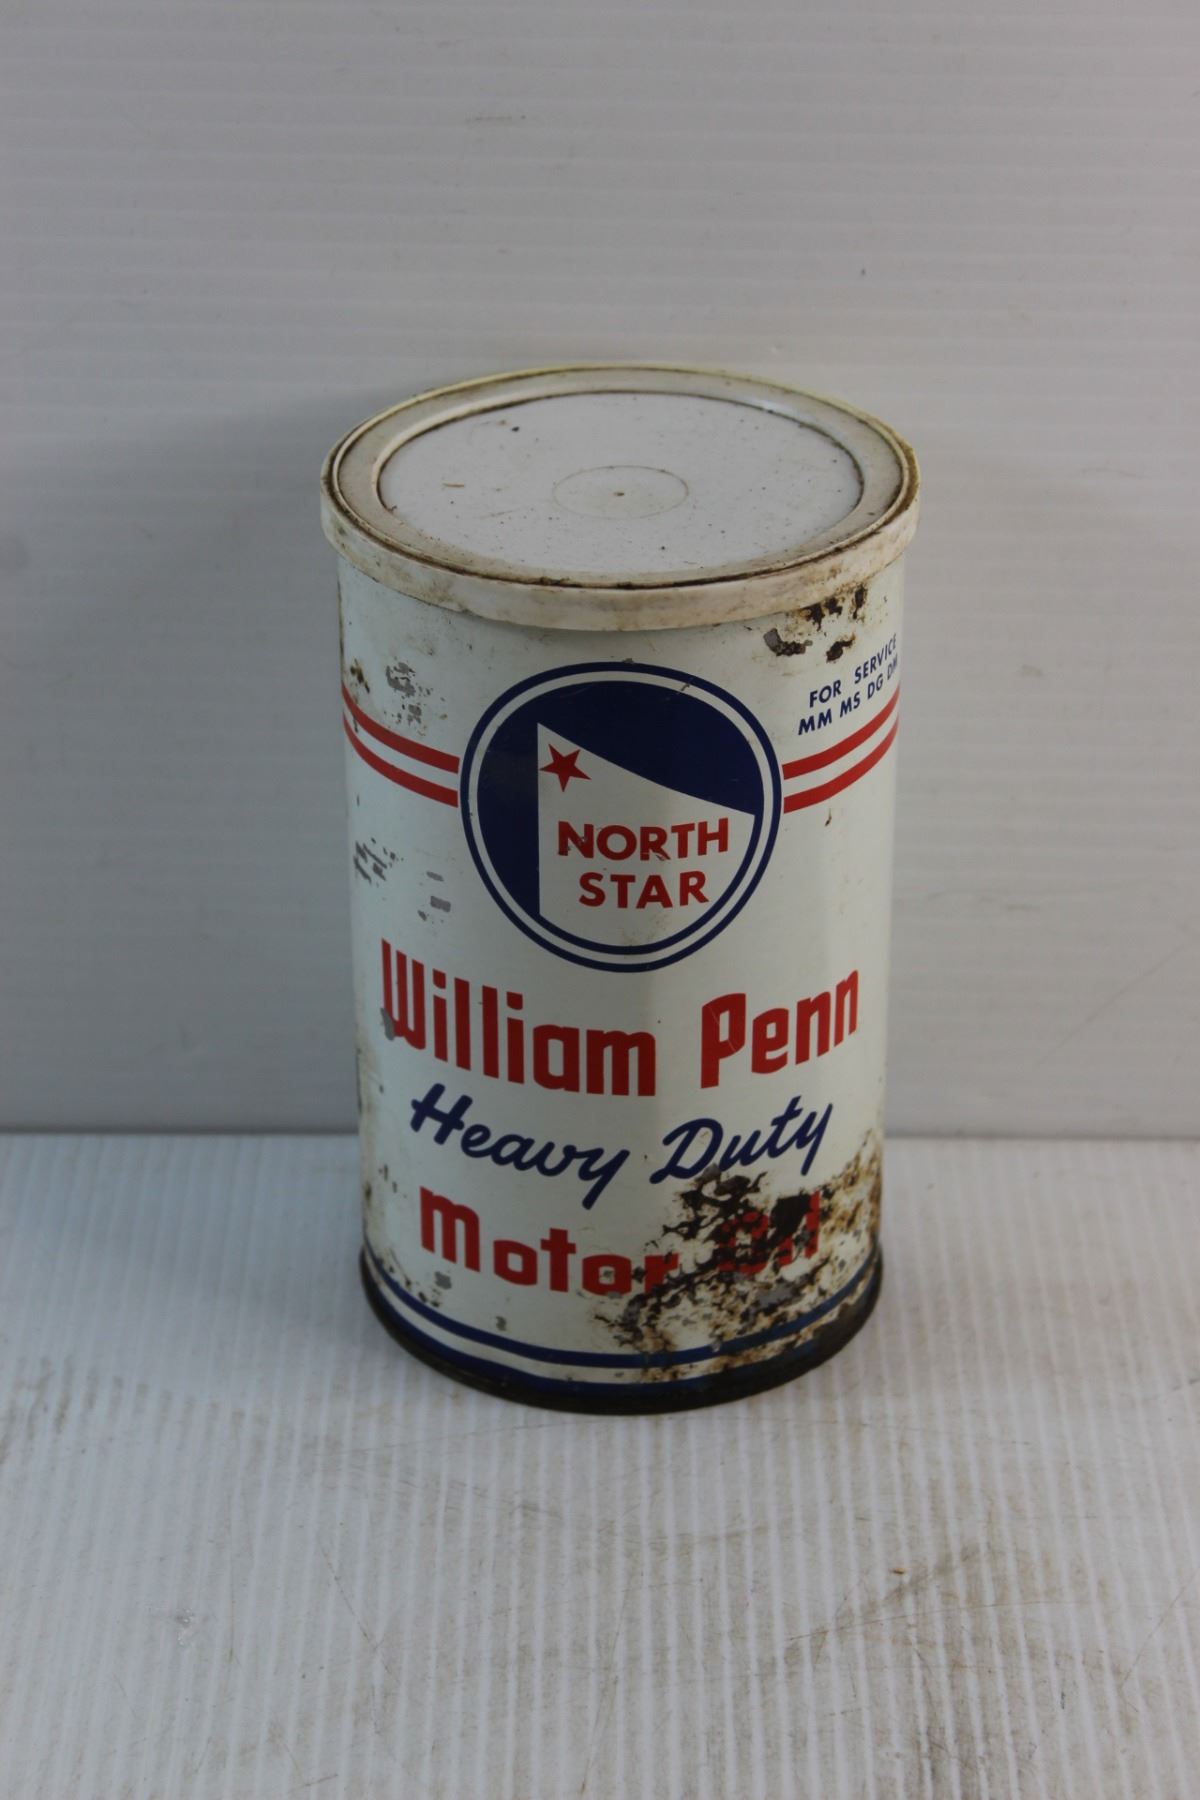 FOR SERVICE
MM MS DG DM
NORTH
STAR
William Penn
Heavy Duty
Motor Oil